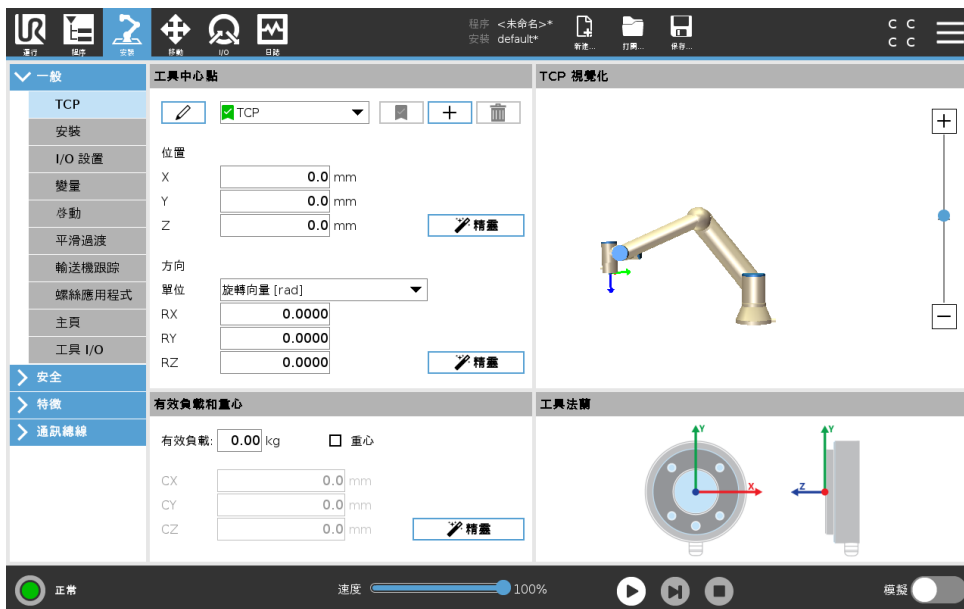 UR
程序 <未命名>*
安裝 default*
運行
程序
安裝
移動
I/O
日誌
新建...
打開...
保存...
C C
C C
一般
TCP
安裝
I/O 設置
變量
啓動
平滑過渡
輸送機跟踪
螺絲應用程式
主頁
工具 I/O
安全
特徵
通訊總線
工具中心點
TCP
位置
X 0.0 mm
Y 0.0 mm
Z 0.0 mm
精靈
方向
單位 旋轉向量 [rad]
RX 0.0000
RY 0.0000
RZ 0.0000
精靈
有效負載和重心
有效負載: 0.00 kg 重心
CX 0.0 mm
CY 0.0 mm
CZ 0.0 mm
精靈
TCP 視覺化
工具法蘭
Y
X
Y
Z
正常
速度 100%
模擬